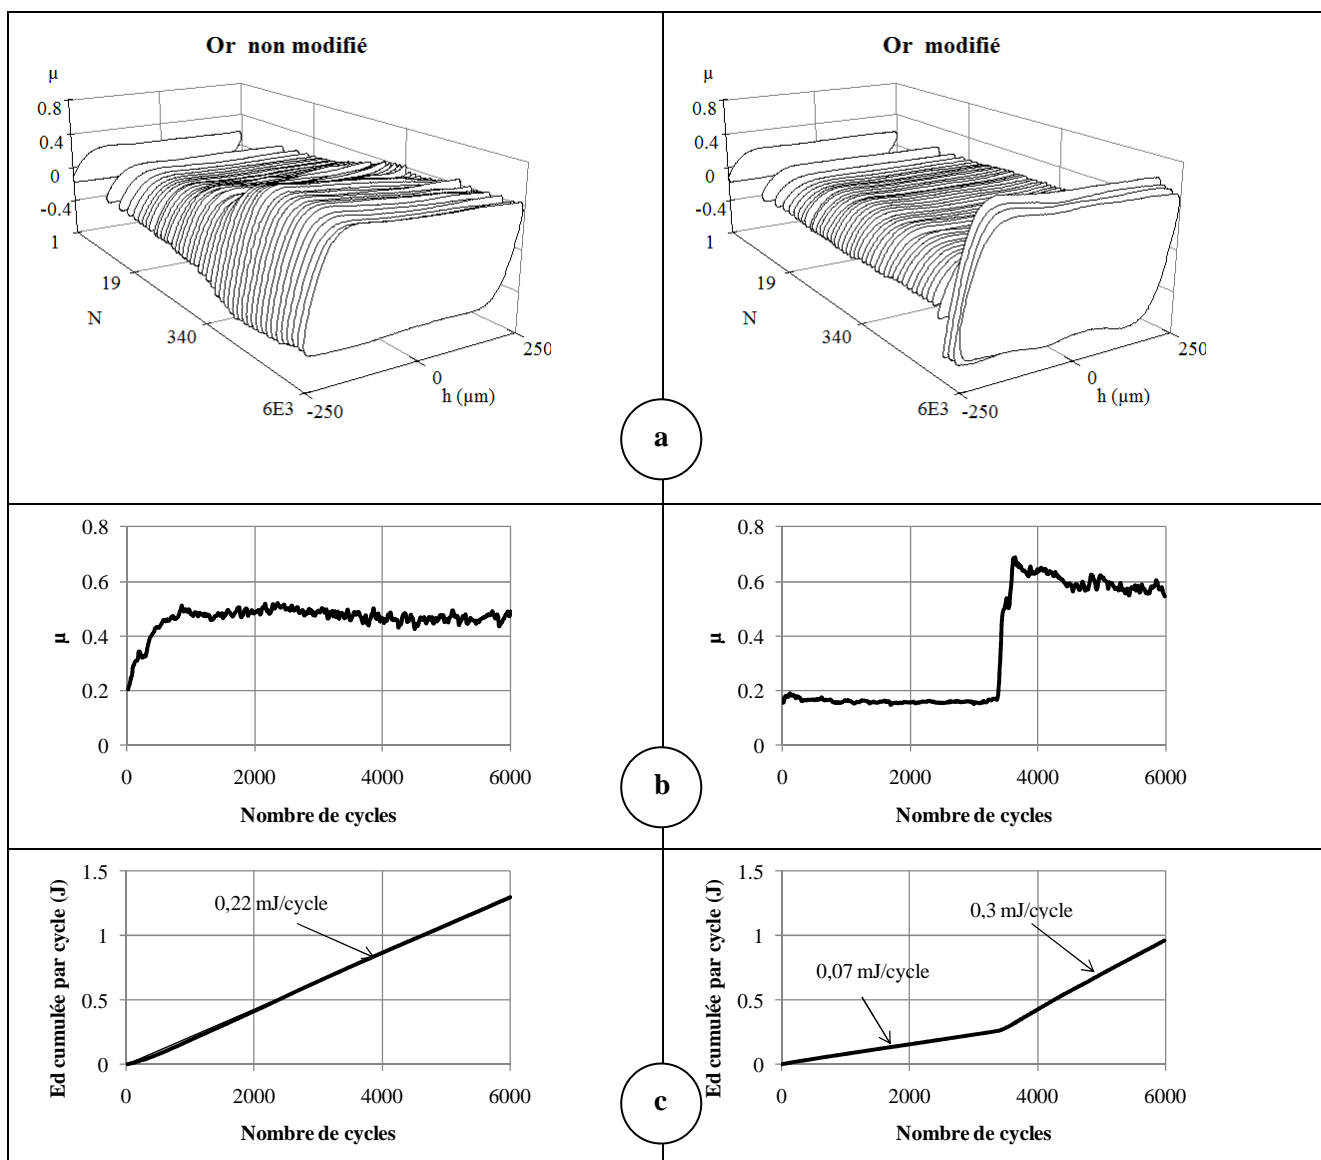 Or non modifié
µ
0.8
0.4
0
-0.4
1
19
N
340
6E3
-250
0
h (µm)
250
Or modifié
µ
0.8
0.4
0
-0.4
1
19
N
340
6E3
-250
0
h (µm)
250
a
0.8
0.6
0.4
0.2
0
µ
0 2000 4000 6000
Nombre de cycles
0.8
0.6
0.4
0.2
0
µ
0 2000 4000 6000
Nombre de cycles
b
1.5
1
0.5
0
Ed cumulée par cycle (J)
0,22 mJ/cycle
0 2000 4000 6000
Nombre de cycles
1.5
1
0.5
0
Ed cumulée par cycle (J)
0,3 mJ/cycle
0,07 mJ/cycle
0 2000 4000 6000
Nombre de cycles
c